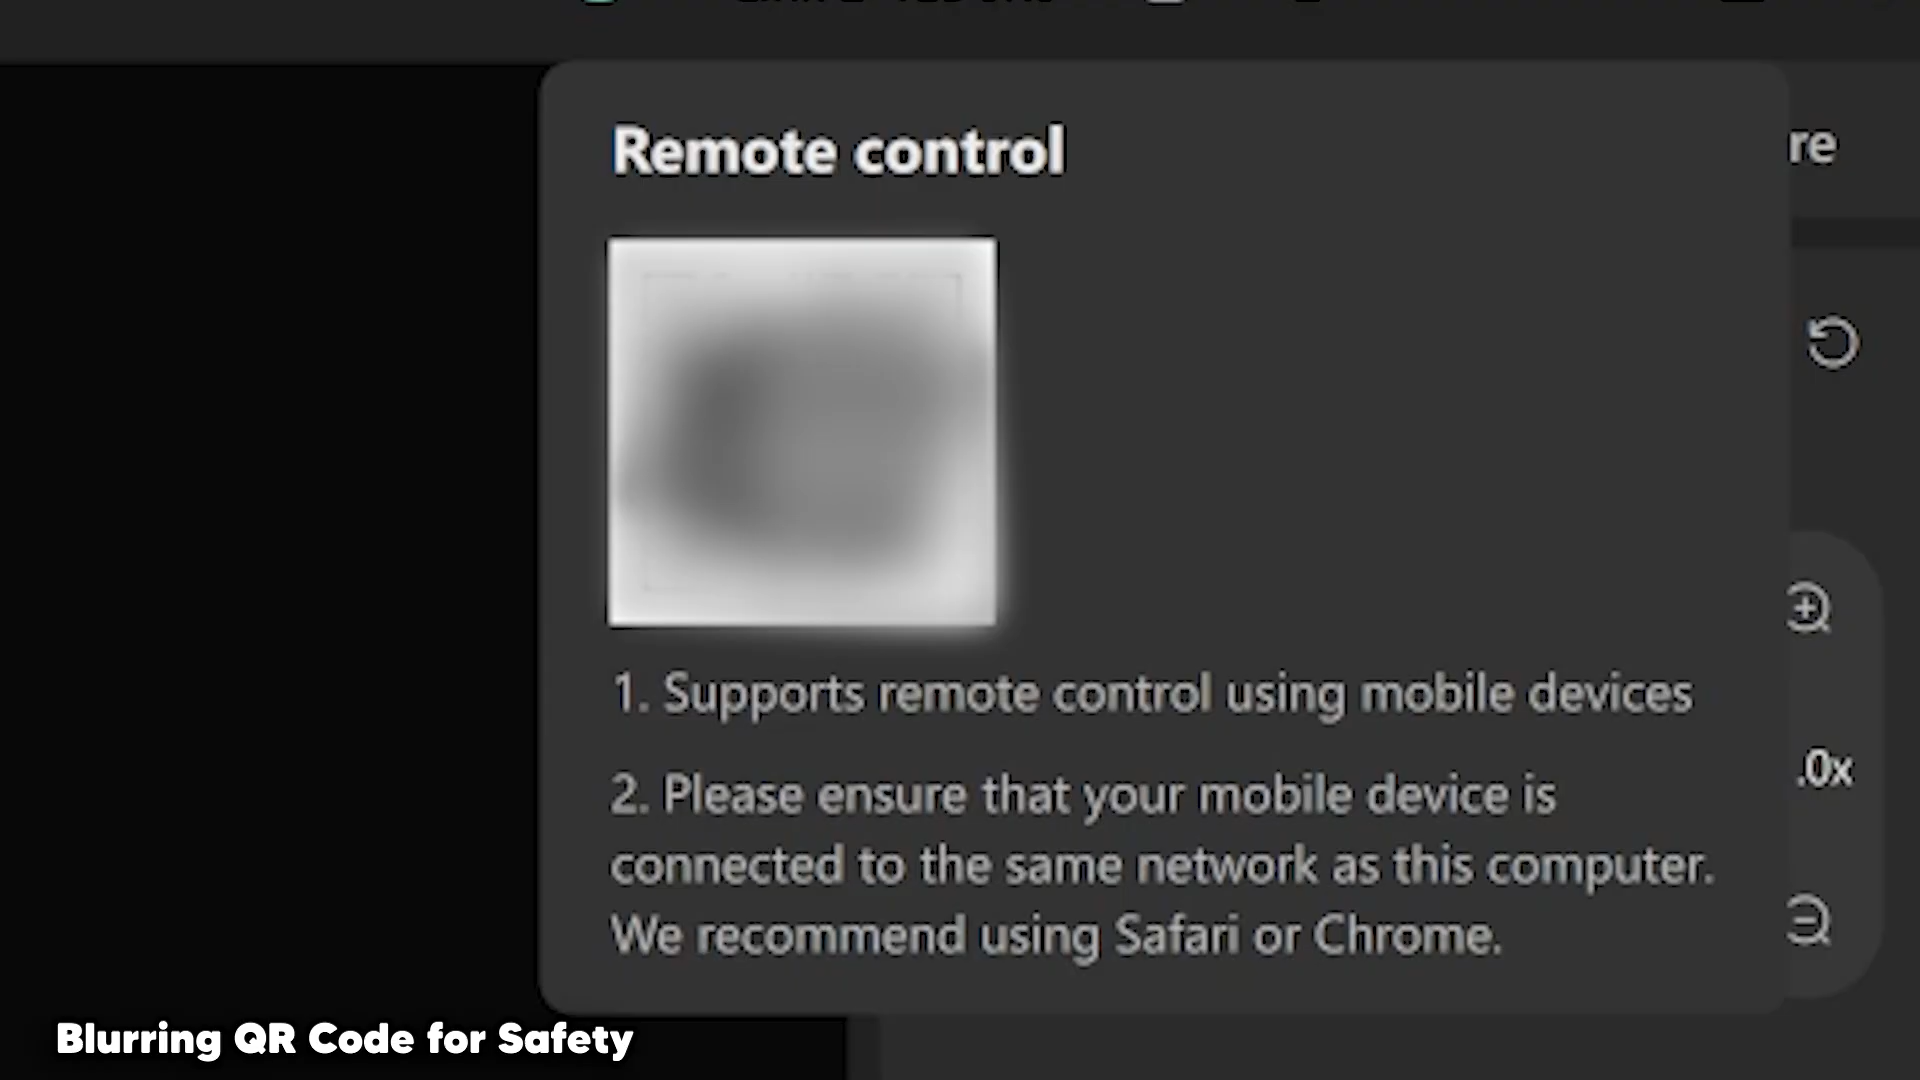 Remote control
re
1. Supports remote control using mobile devices
.0x
2. Please ensure that your mobile device is
connected to the same network as this computer.
We recommend using Safari or Chrome.
Blurring QR Code for Safety